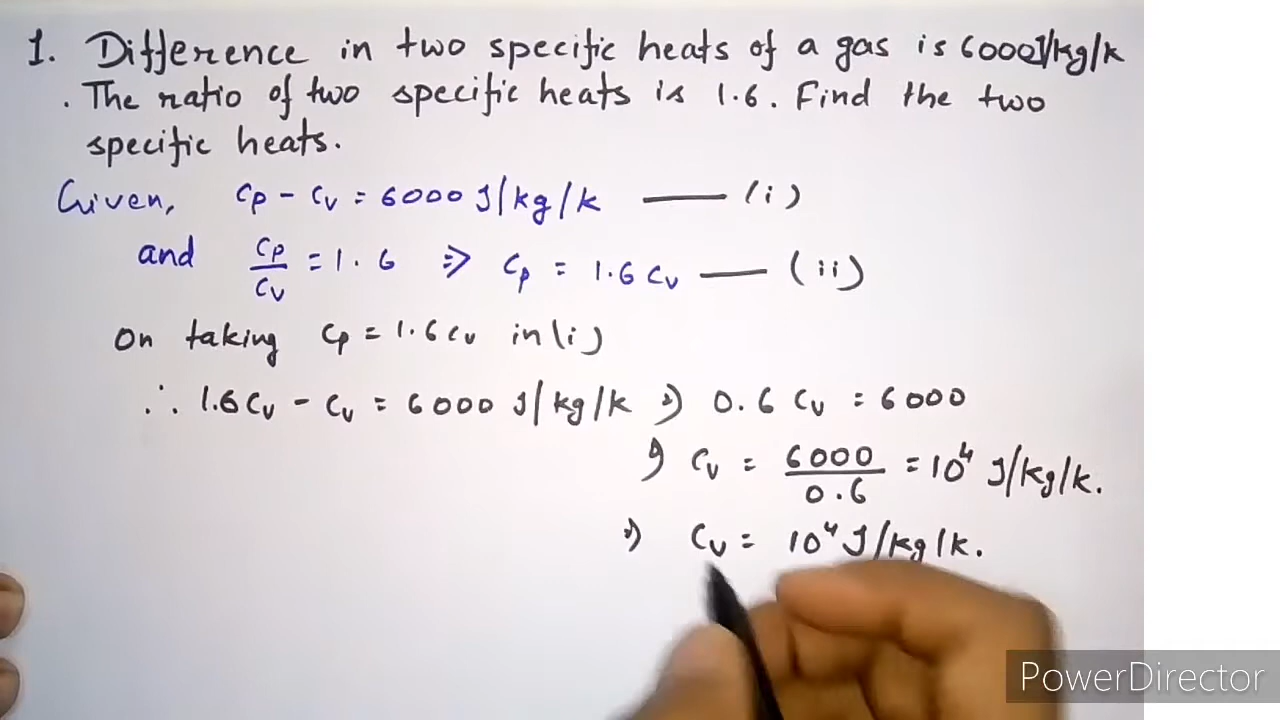 1. Difference in two specific heats of a gas is 6000J/kg/k
. The ratio of two specific heats is 1.6. Find the two
specific heats.
Given, Cp - Cv = 6000 J/kg/k —— (i)
and Cp/Cv = 1.6 => Cp = 1.6 Cv —— (ii)
On taking Cp = 1.6 Cv in (i)
∴ 1.6 Cv - Cv = 6000 J/kg/k => 0.6 Cv = 6000
=> Cv = 6000/0.6 = 10⁴ J/kg/k.
=> Cv = 10⁴ J/kg/k.
PowerDirector